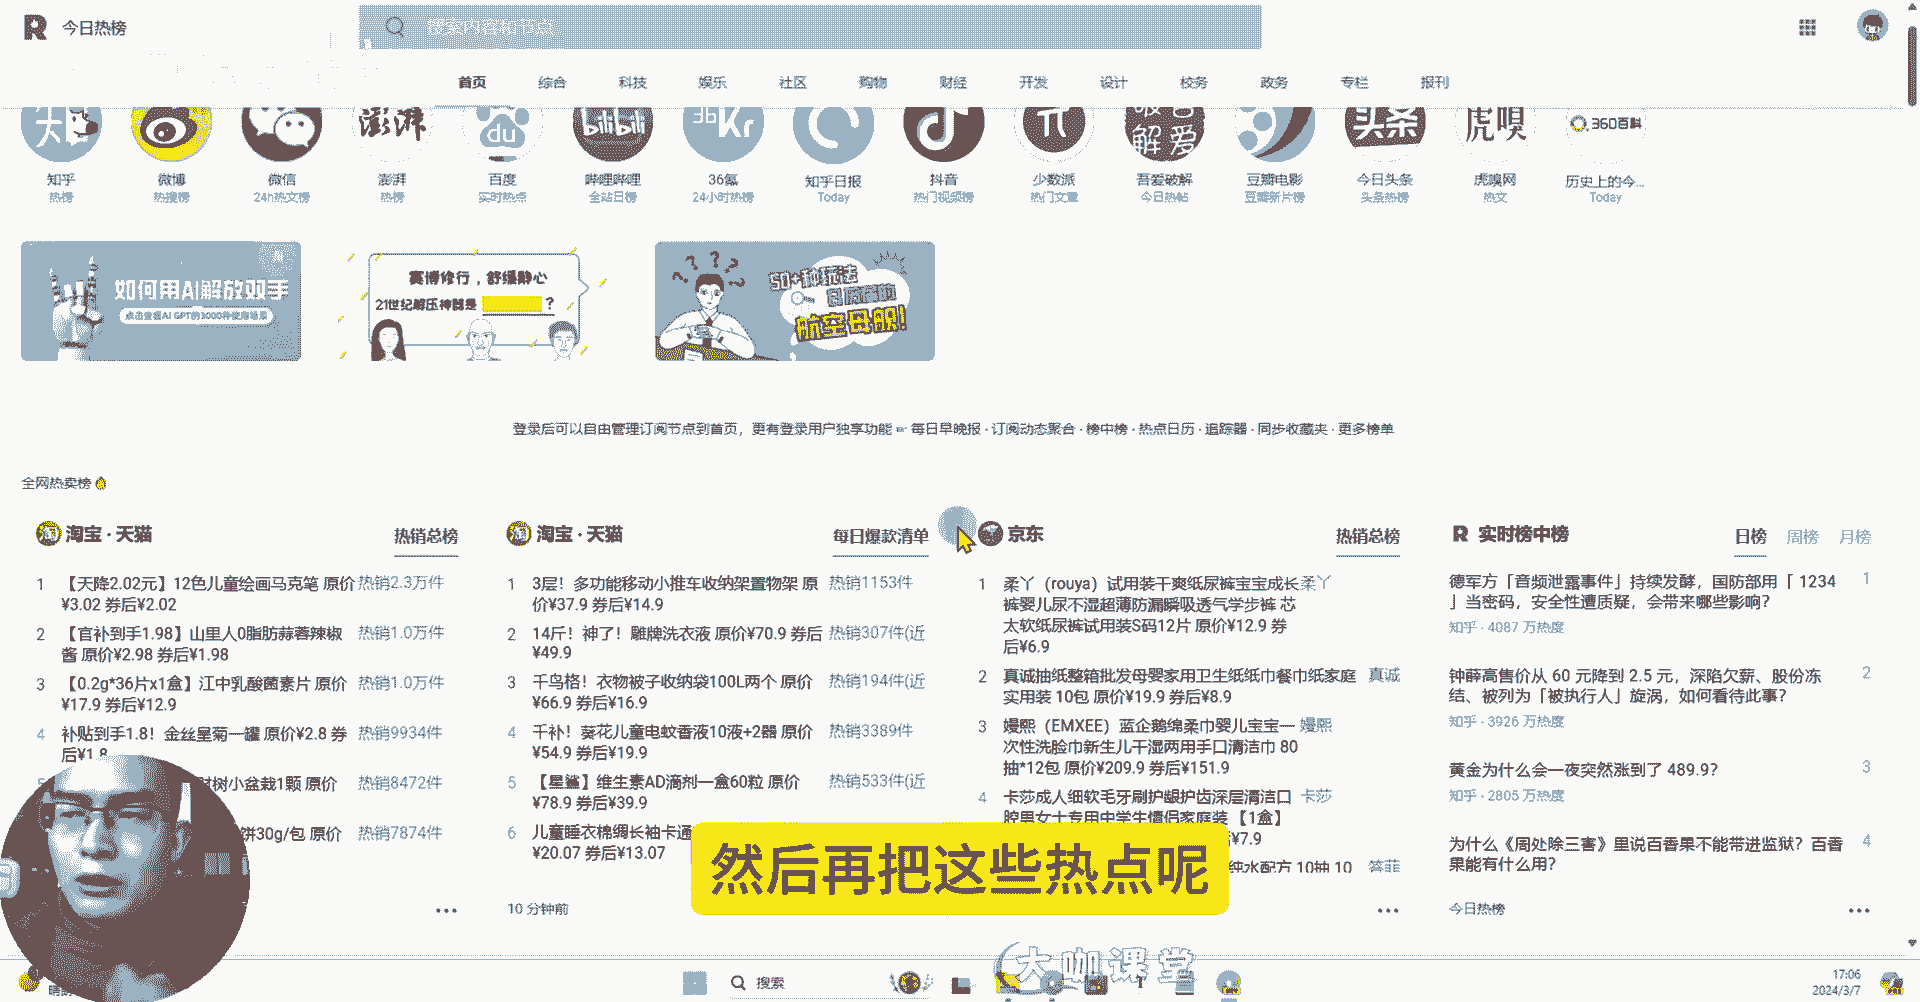 今日热榜
搜索内容和节点
首页 综合 科技 娱乐 社区 购物 财经 开发 设计 校务 政务 专栏 报刊
澎湃 du bilibili 36Kr 头条 虎嗅 360百科
知乎 微博 微信 澎湃 百度 哔哩哔哩 36氪 知乎日报 抖音 少数派 吾爱破解 豆瓣电影 今日头条 虎嗅网 历史上的今...
热榜 热搜榜 24h热文榜 热榜 实时热点 全站日榜 24小时热榜 Today 热门视频榜 热门文章 今日热帖 豆瓣新片榜 头条热榜 热文 Today
如何用AI解放双手
点击查看AI GPT的3000种使用场景
赛博修行，舒缓静心
21世纪解压神器是 ？
50+种玩法
日历中的
航空母舰!
登录后可以自由管理订阅节点到首页，更有登录用户独享功能 每日早晚报 · 订阅动态聚合 · 榜中榜 · 热点日历 · 追踪器 · 同步收藏夹 · 更多榜单
全网热卖榜
淘宝 · 天猫 热销总榜
1 【天降2.02元】12色儿童绘画马克笔 原价 热销2.3万件
¥3.02 券后¥2.02
2 【官补到手1.98】山里人0脂肪蒜蓉辣椒 热销1.0万件
酱 原价¥2.98 券后¥1.98
3 【0.2g*36片x1盒】江中乳酸菌素片 原价 热销1.0万件
¥17.9 券后¥12.9
4 补贴到手1.8！金丝皇菊一罐 原价¥2.8 券 热销9934件
后¥1.8
5 财树小盆栽1颗 原价 热销8472件
饼30g/包 原价 热销7874件
淘宝 · 天猫 每日爆款清单
1 3层！多功能移动小推车收纳架置物架 原 热销1153件
价¥37.9 券后¥14.9
2 14斤！神了！雕牌洗衣液 原价¥70.9 券后 热销307件(近
¥49.9
3 千鸟格！衣物被子收纳袋100L两个 原价 热销194件(近
¥66.9 券后¥16.9
4 千补！葵花儿童电蚊香液10液+2器 原价 热销3389件
¥54.9 券后¥19.9
5 【星鲨】维生素AD滴剂一盒60粒 原价 热销533件(近
¥78.9 券后¥39.9
6 儿童睡衣棉绸长袖卡通
¥20.07 券后¥13.07
10 分钟前
京东 热销总榜
1 柔丫（rouya）试用装干爽纸尿裤宝宝成长 柔丫
裤婴儿尿不湿超薄防漏瞬吸透气学步裤 芯
太软纸尿裤试用装S码12片 原价¥12.9 券
后¥6.9
2 真诚抽纸整箱批发母婴家用卫生纸纸巾餐巾纸家庭 真诚
实用装 10包 原价¥19.9 券后¥8.9
3 嫚熙（EMXEE）蓝企鹅绵柔巾婴儿宝宝一 嫚熙
次性洗脸巾新生儿干湿两用手口清洁巾 80
抽*12包 原价¥209.9 券后¥151.9
4 卡莎成人细软毛牙刷护龈护齿深层清洁口 卡莎
腔男女士专用中学生情侣家庭装 【1盒】
¥7.9
纯水配方 10抽 10 答菲
实时榜中榜 日榜 周榜 月榜
德军方「音频泄露事件」持续发酵，国防部用「 1234 1
」当密码，安全性遭质疑，会带来哪些影响？
知乎 · 4087 万热度
钟薛高售价从 60 元降到 2.5 元，深陷欠薪、股份冻 2
结、被列为「被执行人」旋涡，如何看待此事？
知乎 · 3926 万热度
黄金为什么会一夜突然涨到了 489.9？ 3
知乎 · 2805 万热度
为什么《周处除三害》里说百香果不能带进监狱？百香 4
果能有什么用？
今日热榜
然后再把这些热点呢
大咖课堂
搜索
17:06
2024/3/7